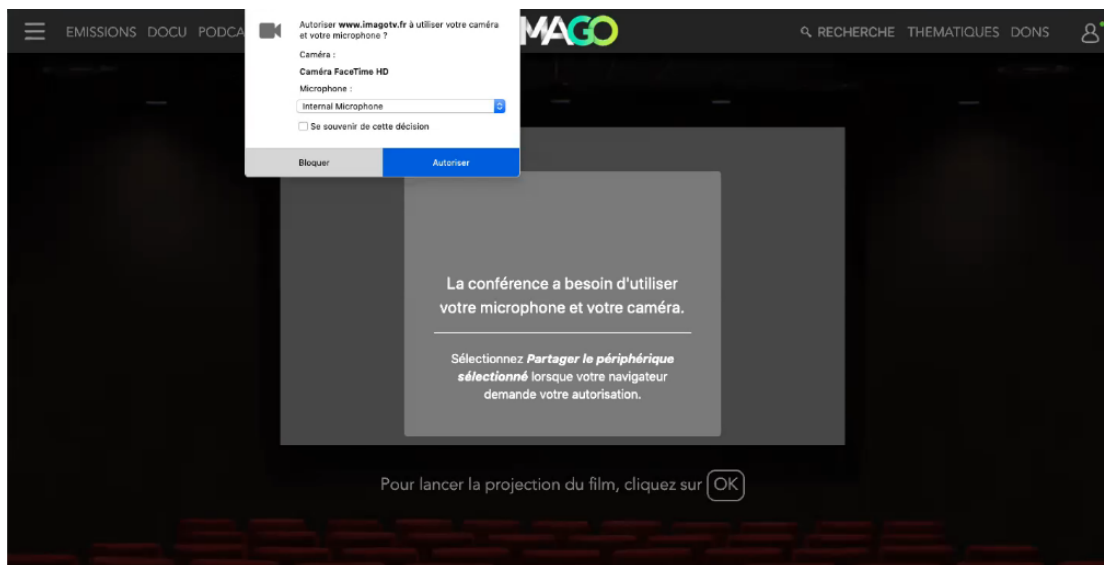 EMISSIONS DOCU PODCA
Autoriser www.imagotv.fr à utiliser votre caméra
et votre microphone ?
Caméra :
Caméra FaceTime HD
Microphone :
Internal Microphone
Se souvenir de cette décision
Bloquer Autoriser
MAGO
RECHERCHE THEMATIQUES DONS
La conférence a besoin d'utiliser
votre microphone et votre caméra.
Sélectionnez Partager le périphérique
sélectionné lorsque votre navigateur
demande votre autorisation.
Pour lancer la projection du film, cliquez sur OK